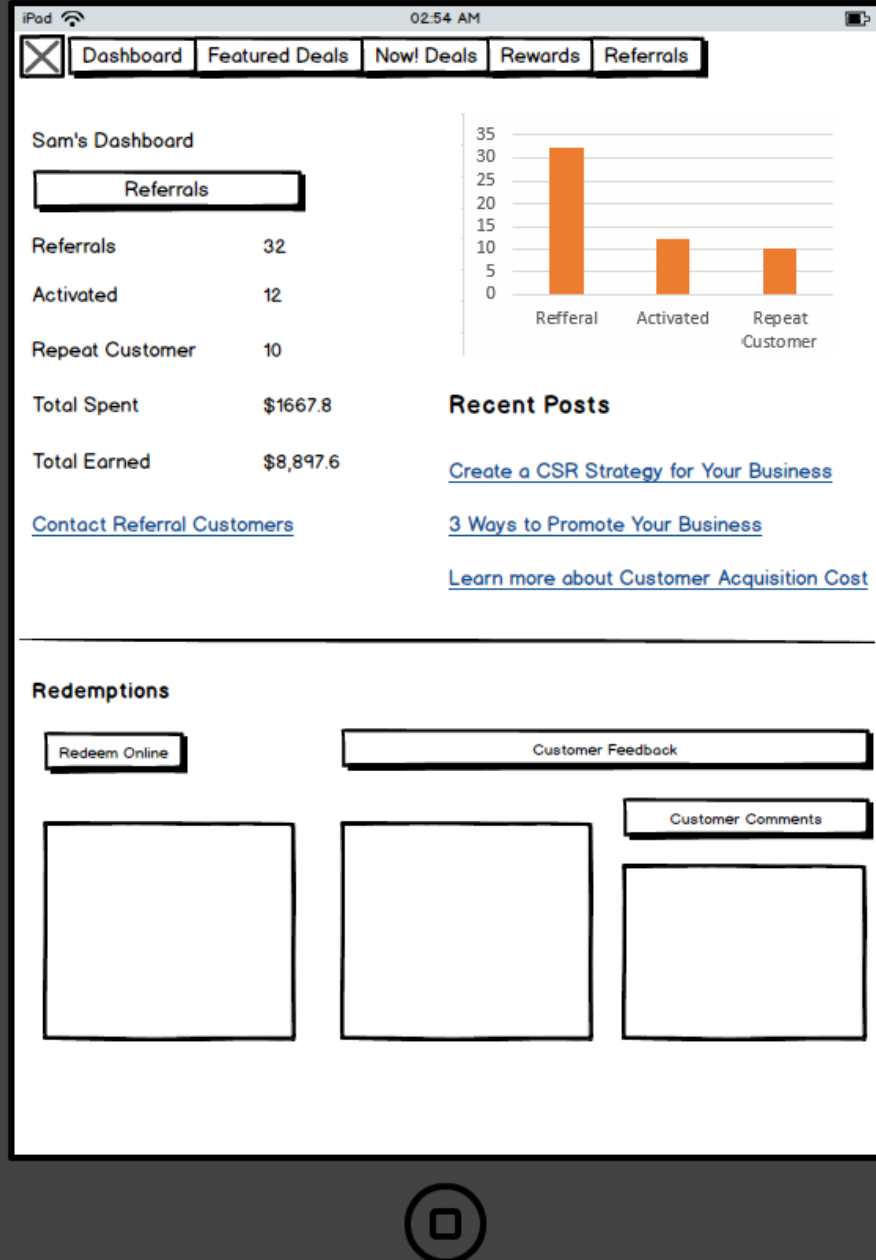 iPad 02:54 AM
Dashboard Featured Deals Now! Deals Rewards Referrals
Sam's Dashboard
Referrals
Referrals 32
Activated 12
Repeat Customer 10
Total Spent $1667.8
Total Earned $8,897.6
Contact Referral Customers
35
30
25
20
15
10
5
0
Refferal Activated Repeat
Customer
Recent Posts
Create a CSR Strategy for Your Business
3 Ways to Promote Your Business
Learn more about Customer Acquisition Cost
Redemptions
Redeem Online
Customer Feedback
Customer Comments